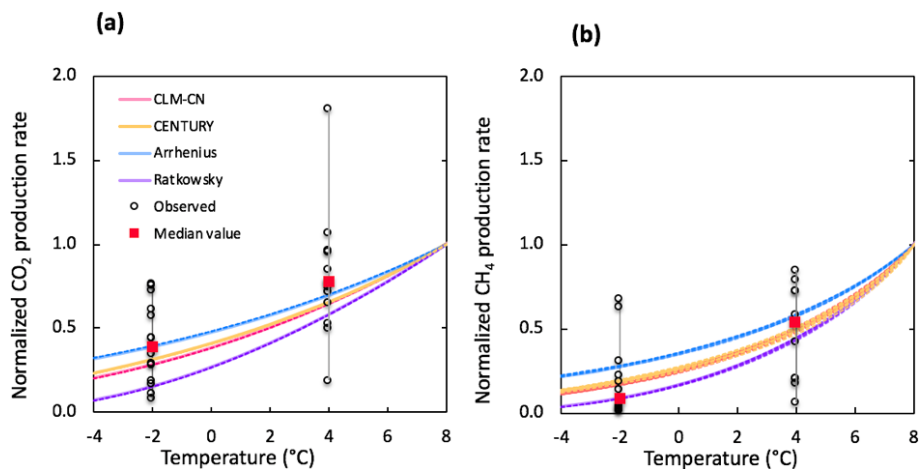 (a)
Normalized CO₂ production rate
2.0
1.5
1.0
0.5
0.0
CLM-CN
CENTURY
Arrhenius
Ratkowsky
Observed
Median value
-4 -2 0 2 4 6 8
Temperature (°C)
(b)
Normalized CH₄ production rate
2.0
1.5
1.0
0.5
0.0
-4 -2 0 2 4 6 8
Temperature (°C)